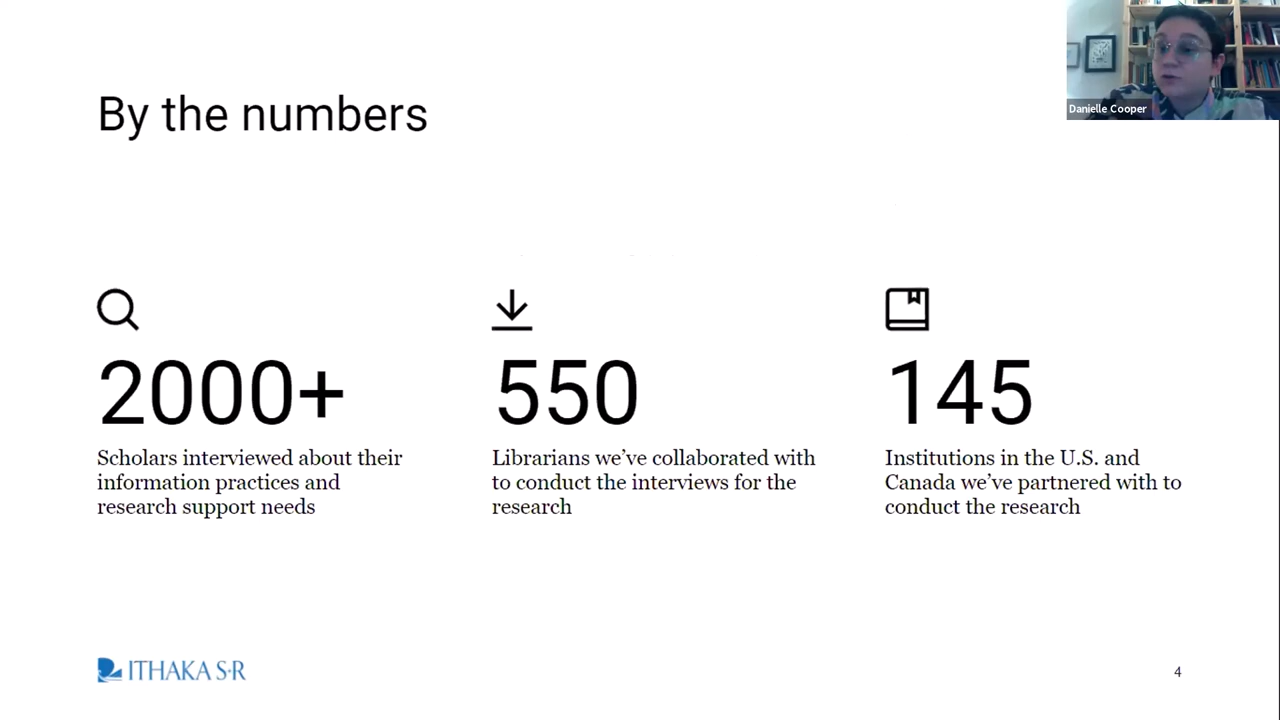 Danielle Cooper
By the numbers
2000+
Scholars interviewed about their
information practices and
research support needs
550
Librarians we’ve collaborated with
to conduct the interviews for the
research
145
Institutions in the U.S. and
Canada we’ve partnered with to
conduct the research
ITHAKA S·R
4